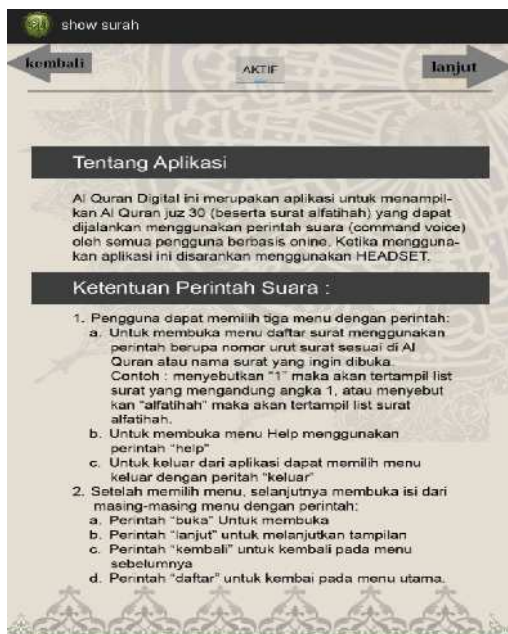 show surah
kembali
AKTIF
lanjut
Tentang Aplikasi
Al Quran Digital ini merupakan aplikasi untuk menampil-
kan Al Quran juz 30 (beserta surat alfatihah) yang dapat
dijalankan menggunakan perintah suara (command voice)
oleh semua pengguna berbasis onine. Ketika mengguna-
kan aplikasi ini disarankan menggunakan HEADSET.
Ketentuan Perintah Suara :
1. Pengguna dapat memilih tiga menu dengan perintah:
a. Untuk membuka menu daftar surat menggunakan
perintah berupa nomor urut surat sesuai di Al
Quran atau nama surat yang ingin dibuka.
Contoh : menyebutkan "1" maka akan tertampil list
surat yang mengandung angka 1, atau menyebut
kan "alfatihah" maka akan tertampil list surat
alfatihah.
b. Untuk membuka menu Help menggunakan
perintah "help"
c. Untuk keluar dari aplikasi dapat memilih menu
keluar dengan peritah "keluar"
2. Setelah memilih menu, selanjutnya membuka isi dari
masing-masing menu dengan perintah:
a. Perintah "buka" Untuk membuka
b. Perintah "lanjut" untuk melanjutkan tampilan
c. Perintah "kembali" untuk kembali pada menu
sebelumnya
d. Perintah "daftar" untuk kembai pada menu utama.